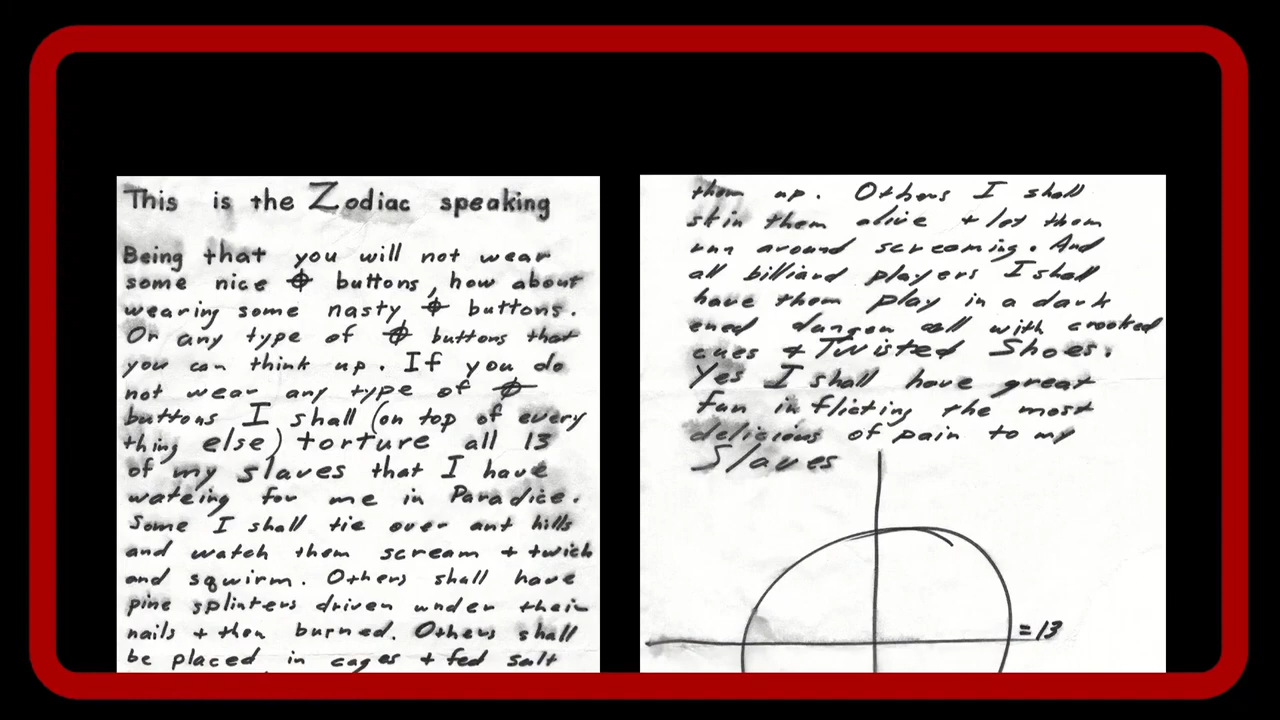 This is the Zodiac speaking
Being that you will not wear
some nice ⌖ buttons, how about
wearing some nasty ⌖ buttons.
Or any type of ⌖ buttons that
you can think up. If you do
not wear any type of ⌖
buttons I shall (on top of every
thing else) torture all 13
of my slaves that I have
wateing for me in Paradice.
Some I shall tie over ant hills
and watch them scream + twich
and sqwirm. Others shall have
pine splinters driven under their
nails + then burned. Others shall
be placed in cages + fed salt
them up. Others I shall
skin them alive + let them
run around screaming. And
all billiard players I shall
have them play in a dark
ened dungon cell with crooked
cues & Twisted Shoes.
Yes I shall have great
fun inflicting the most
delicious of pain to my
Slaves
= 13